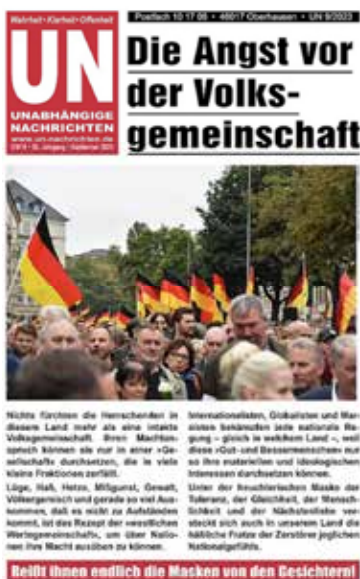 Wahrheit • Klarheit • Offenheit
Postfach 10 17 06 • 46017 Oberhausen • UN 9/2023
UN
UNABHÄNGIGE
NACHRICHTEN
www.un-nachrichten.de
Die Angst vor
der Volks-
gemeinschaft
Nichts fürchten die Herrschenden in
diesem Land mehr als eine intakte
Volksgemeinschaft. Ihren Machtan-
spruch können sie nur in einer »Ge-
sellschaft« durchsetzen, die in viele
kleine Fraktionen zerfällt.
Lüge, Haß, Hetze, Mißgunst, Gewalt,
Völkergemisch und gerade so viel Aus-
kommen, daß es nicht zu Aufständen
kommt, ist das Rezept der »westlichen
Wertegemeinschaft«, um über Natio-
nen ihre Macht ausüben zu können.
Internationalisten, Globalisten und
bekämpfen jede nationale Re-
gung – gleich in welchem Land –, weil
diese »Gut- und Bessermenschen« nur
so ihre materiellen und ideologischen
Interessen durchsetzen können.
Unter der heuchlerischen Maske der
Toleranz, der Gleichheit, der Mensch-
lichkeit und der Nächstenliebe ver-
steckt sich auch in unserem Land die
häßliche Fratze der Zerstörer jeglichen
Nationalgefühls.
Reißt ihnen endlich die Masken von den Gesichtern!